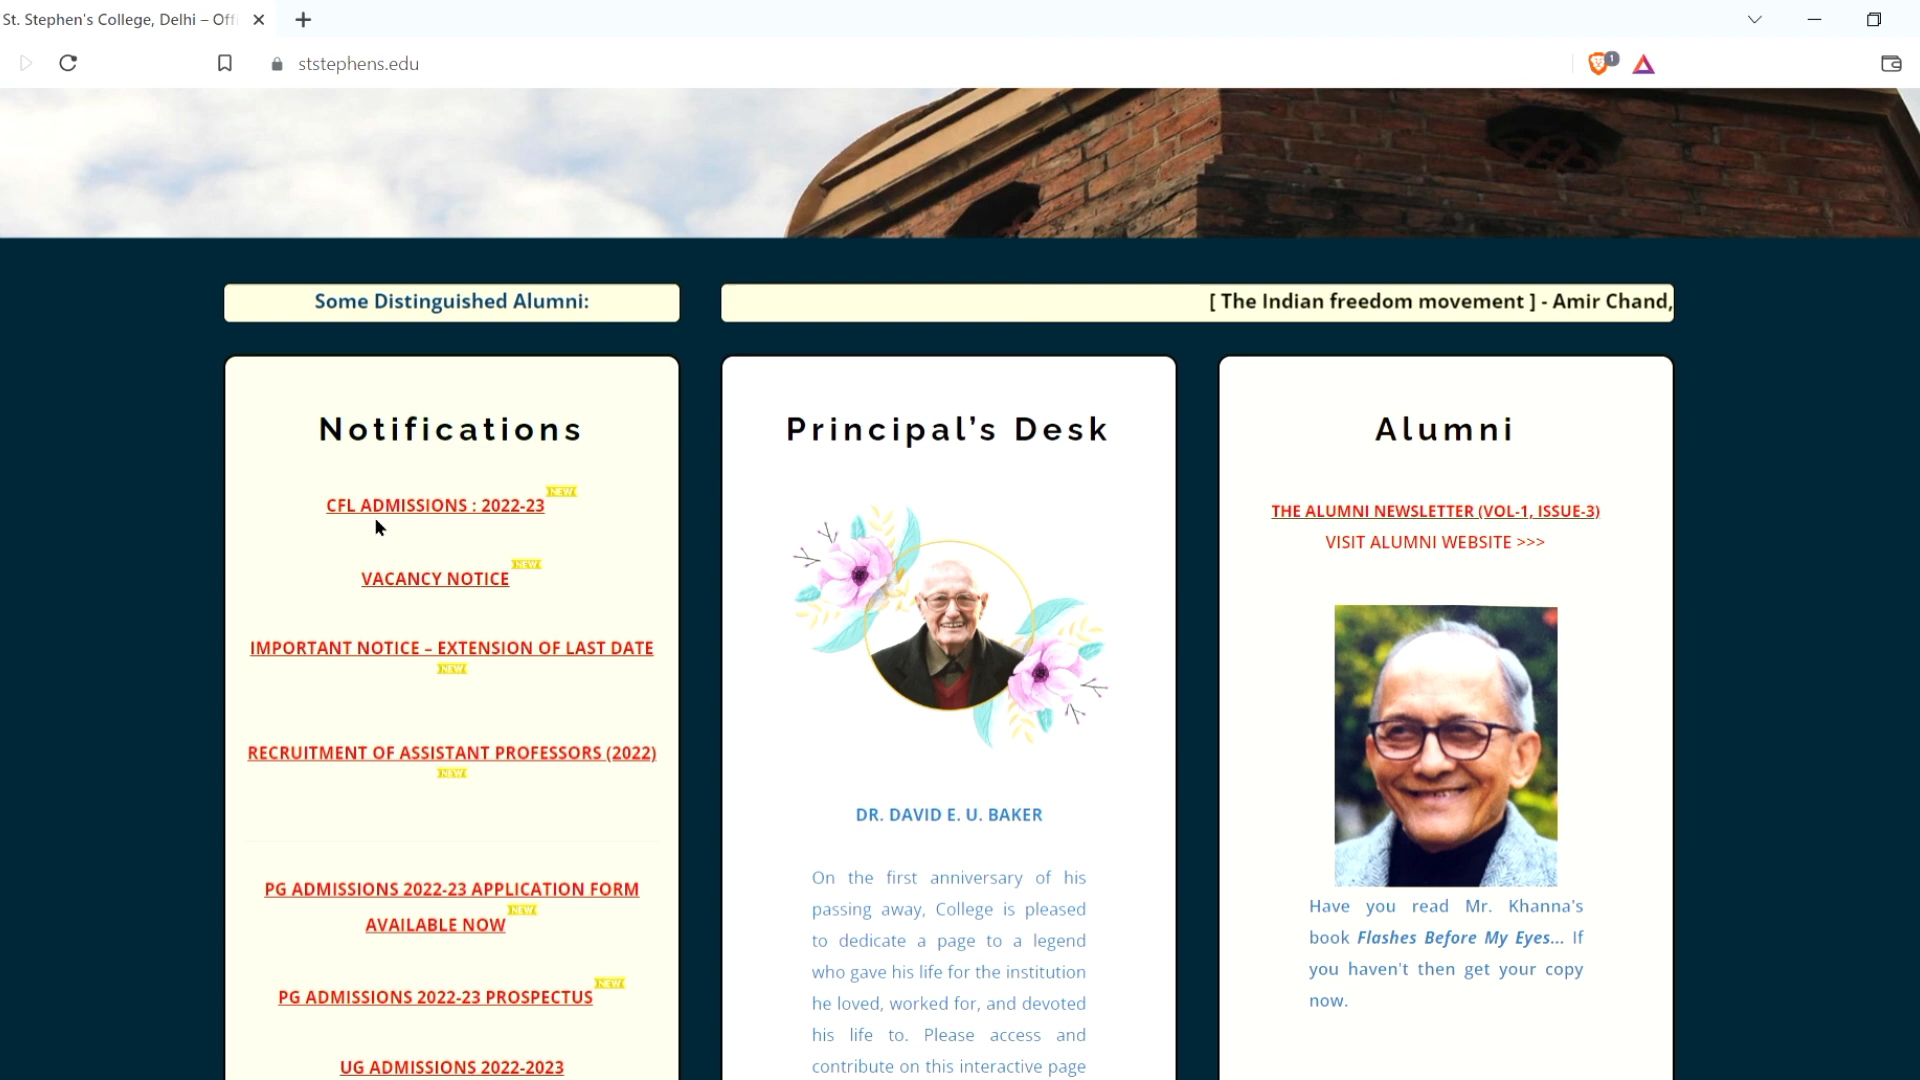 St. Stephen's College, Delhi – Off
ststephens.edu
1
Some Distinguished Alumni:
[ The Indian freedom movement ] - Amir Chand,
Notifications
CFL ADMISSIONS : 2022-23 NEW
VACANCY NOTICE NEW
IMPORTANT NOTICE – EXTENSION OF LAST DATE
NEW
RECRUITMENT OF ASSISTANT PROFESSORS (2022)
NEW
PG ADMISSIONS 2022-23 APPLICATION FORM
AVAILABLE NOW NEW
PG ADMISSIONS 2022-23 PROSPECTUS NEW
UG ADMISSIONS 2022-2023
Principal's Desk
DR. DAVID E. U. BAKER
On the first anniversary of his
passing away, College is pleased
to dedicate a page to a legend
who gave his life for the institution
he loved, worked for, and devoted
his life to. Please access and
contribute on this interactive page
Alumni
THE ALUMNI NEWSLETTER (VOL-1, ISSUE-3)
VISIT ALUMNI WEBSITE >>>
Have you read Mr. Khanna's
book Flashes Before My Eyes... If
you haven't then get your copy
now.